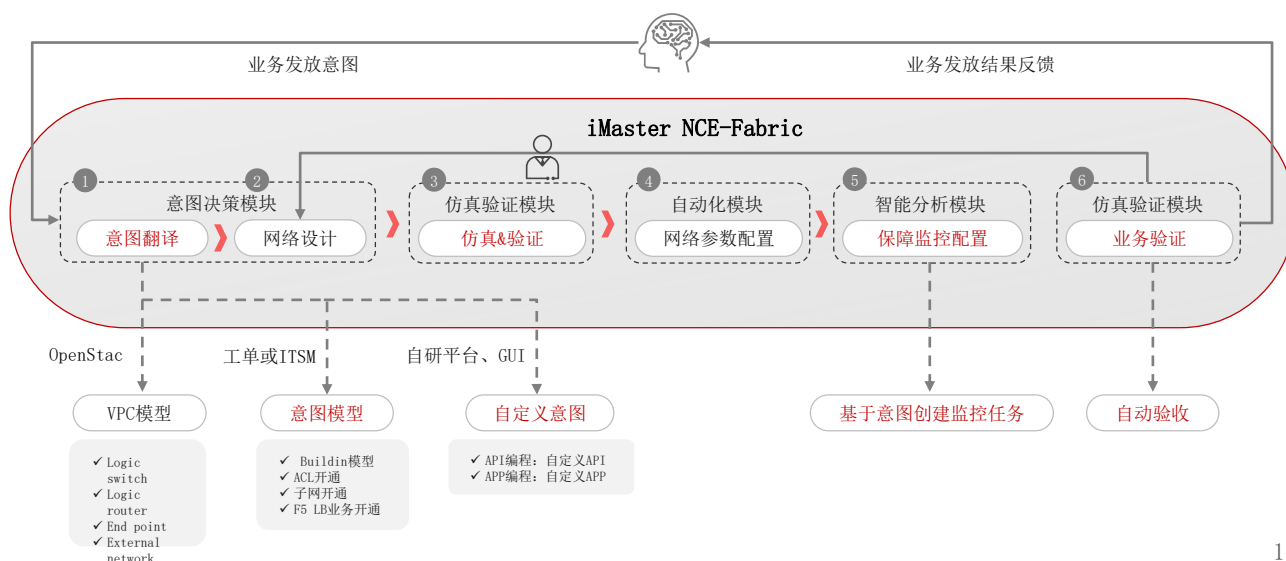 业务发放意图
业务发放结果反馈
iMaster NCE-Fabric
1
2
3
4
5
6
意图决策模块
仿真验证模块
自动化模块
智能分析模块
仿真验证模块
意图翻译
网络设计
仿真&验证
网络参数配置
保障监控配置
业务验证
OpenStac
工单或ITSM
自研平台、GUI
VPC模型
意图模型
自定义意图
基于意图创建监控任务
自动验收
✓ Logic
switch
✓ Logic
router
✓ End point
✓ External
network
✓ Buildin模型
✓ ACL开通
✓ 子网开通
✓ F5 LB业务开通
✓ API编程：自定义API
✓ APP编程：自定义APP
1